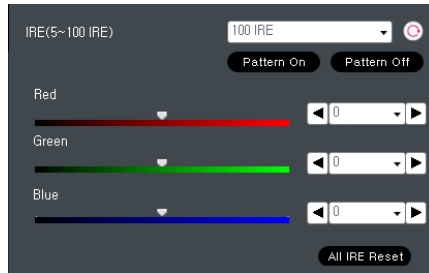 IRE(5~100 IRE)
100 IRE
Pattern On
Pattern Off
Red
0
Green
0
Blue
0
All IRE Reset